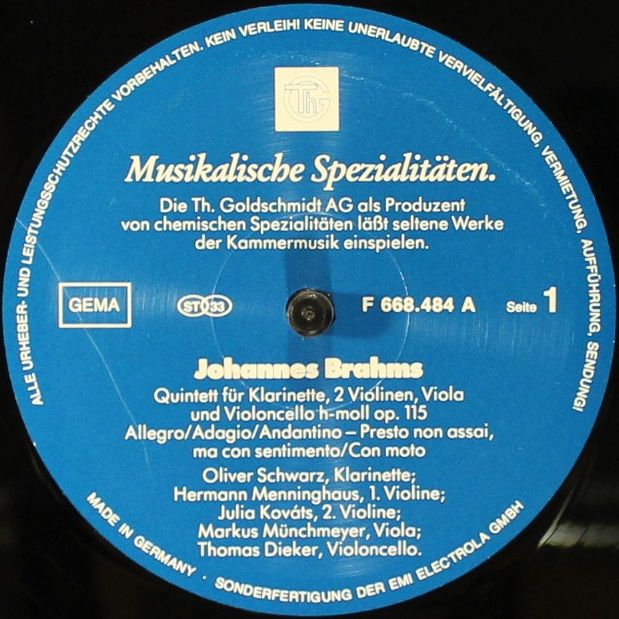 ALLE URHEBER- UND LEISTUNGSSCHUTZRECHTE VORBEHALTEN. KEIN VERLEIH! KEINE UNERLAUBTE VERVIELFÄLTIGUNG, VERMIETUNG, AUFFÜHRUNG, SENDUNG!
Th G
Musikalische Spezialitäten.
Die Th. Goldschmidt AG als Produzent
von chemischen Spezialitäten läßt seltene Werke
der Kammermusik einspielen.
GEMA
ST 33
F 668.484 A Seite 1
Johannes Brahms
Quintett für Klarinette, 2 Violinen, Viola
und Violoncello h-moll op. 115
Allegro/Adagio/Andantino – Presto non assai,
ma con sentimento/Con moto
Oliver Schwarz, Klarinette;
Hermann Menninghaus, 1. Violine;
Julia Kováts, 2. Violine;
Markus Münchmeyer, Viola;
Thomas Dieker, Violoncello.
MADE IN GERMANY · SONDERFERTIGUNG DER EMI ELECTROLA GMBH